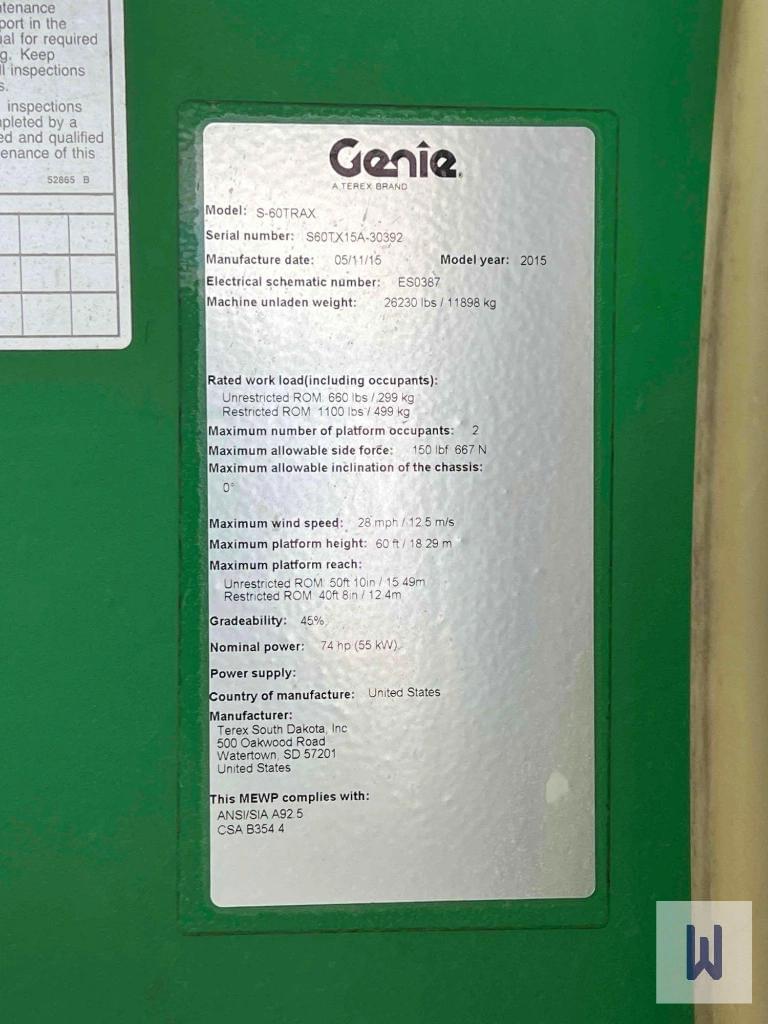 tenance
port in the
ial for required
g. Keep
ll inspections
s.
inspections
pleted by a
ed and qualified
enance of this
52865 B
Genie
A TEREX BRAND
Model: S-60TRAX
Serial number: S60TX15A-30392
Manufacture date: 05/11/15 Model year: 2015
Electrical schematic number: ES0387
Machine unladen weight: 26230 lbs / 11898 kg
Rated work load(including occupants):
Unrestricted ROM: 660 lbs / 299 kg
Restricted ROM: 1100 lbs / 499 kg
Maximum number of platform occupants: 2
Maximum allowable side force: 150 lbf 667 N
Maximum allowable inclination of the chassis:
0°
Maximum wind speed: 28 mph / 12.5 m/s
Maximum platform height: 60 ft / 18.29 m
Maximum platform reach:
Unrestricted ROM: 50ft 10in / 15.49m
Restricted ROM: 40ft 8in / 12.4m
Gradeability: 45%
Nominal power: 74 hp (55 kW)
Power supply:
Country of manufacture: United States
Manufacturer:
Terex South Dakota, Inc
500 Oakwood Road
Watertown, SD 57201
United States
This MEWP complies with:
ANSI/SIA A92.5
CSA B354.4
W